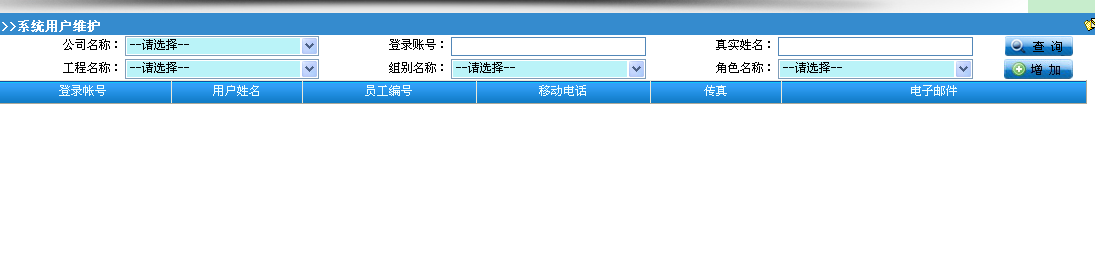 >>系统用户维护
公司名称： --请选择-- 登录账号： 真实姓名： 查 询
工程名称： --请选择-- 组别名称： --请选择-- 角色名称： --请选择-- 增 加
登录帐号 用户姓名 员工编号 移动电话 传真 电子邮件